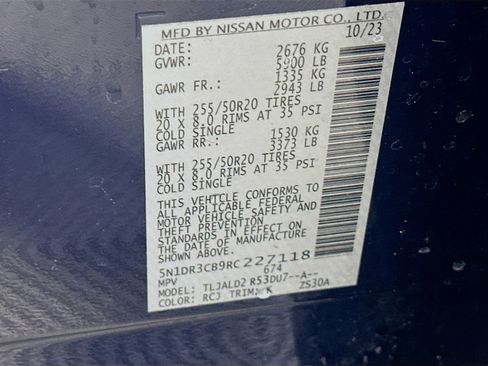 MFD BY NISSAN MOTOR CO., LTD.
10/23
DATE: 2676 KG
GVWR: 5900 LB
1335 KG
GAWR FR.: 2943 LB
WITH 255/50R20 TIRES
20 X 8.0 RIMS AT 35 PSI
COLD SINGLE 1530 KG
GAWR RR.: 3373 LB
WITH 255/50R20 TIRES
20 X 8.0 RIMS AT 35 PSI
COLD SINGLE
THIS VEHICLE CONFORMS TO
ALL APPLICABLE FEDERAL
MOTOR VEHICLE SAFETY AND
THEFT PREVENTION
STANDARDS IN EFFECT ON
THE DATE OF MANUFACTURE
SHOWN ABOVE.
5N1DR3CB9RC227118
MPV 674
MODEL: TLJALD2 R53DU7--A--
COLOR: RCJ TRIM: K ZS30A